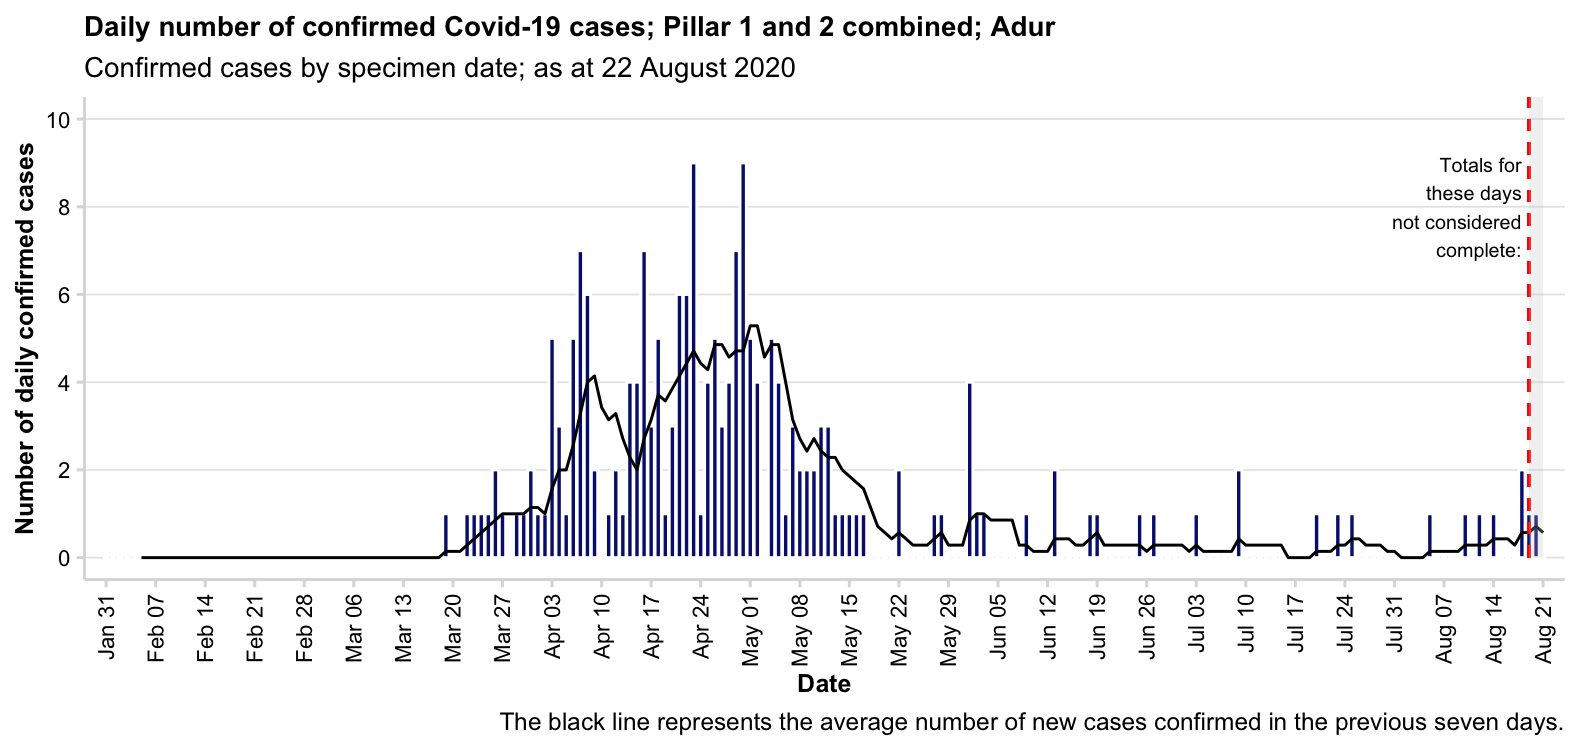 Daily number of confirmed Covid-19 cases; Pillar 1 and 2 combined; Adur
Confirmed cases by specimen date; as at 22 August 2020
Number of daily confirmed cases
10
8
6
4
2
0
Totals for
these days
not considered
complete:
Jan 31
Feb 07
Feb 14
Feb 21
Feb 28
Mar 06
Mar 13
Mar 20
Mar 27
Apr 03
Apr 10
Apr 17
Apr 24
May 01
May 08
May 15
May 22
May 29
Jun 05
Jun 12
Jun 19
Jun 26
Jul 03
Jul 10
Jul 17
Jul 24
Jul 31
Aug 07
Aug 14
Aug 21
Date
The black line represents the average number of new cases confirmed in the previous seven days.